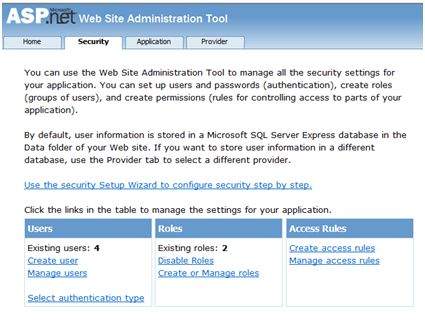 Microsoft
ASP.net Web Site Administration Tool
Home Security Application Provider
You can use the Web Site Administration Tool to manage all the security settings for
your application. You can set up users and passwords (authentication), create roles
(groups of users), and create permissions (rules for controlling access to parts of your
application).
By default, user information is stored in a Microsoft SQL Server Express database in the
Data folder of your Web site. If you want to store user information in a different
database, use the Provider tab to select a different provider.
Use the security Setup Wizard to configure security step by step.
Click the links in the table to manage the settings for your application.
Users Roles Access Rules
Existing users: 4 Existing roles: 2 Create access rules
Create user Disable Roles Manage access rules
Manage users Create or Manage roles
Select authentication type